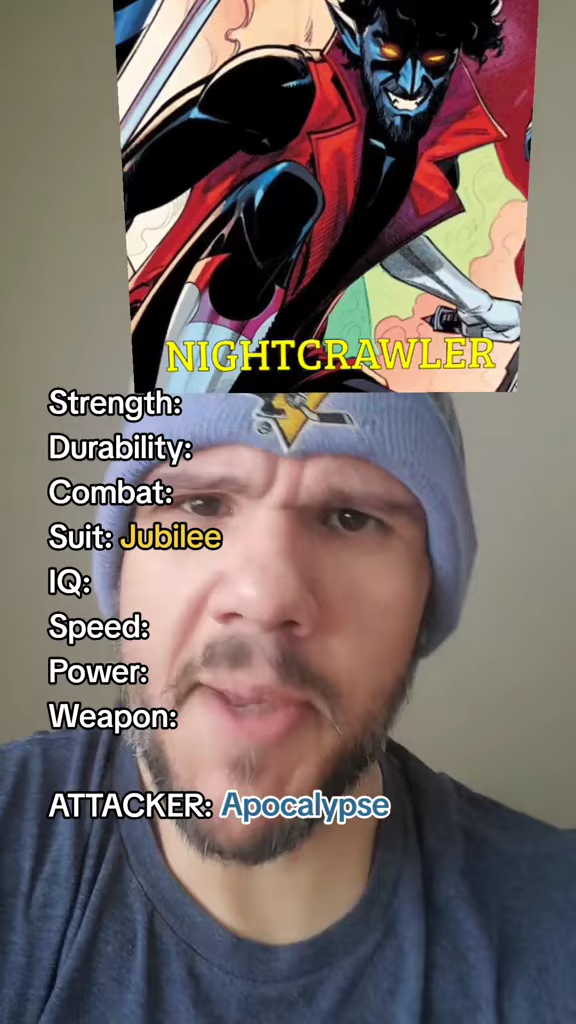 NIGHTCRAWLER
Strength:
Durability:
Combat:
Suit: Jubilee
IQ:
Speed:
Power:
Weapon:
ATTACKER: Apocalypse